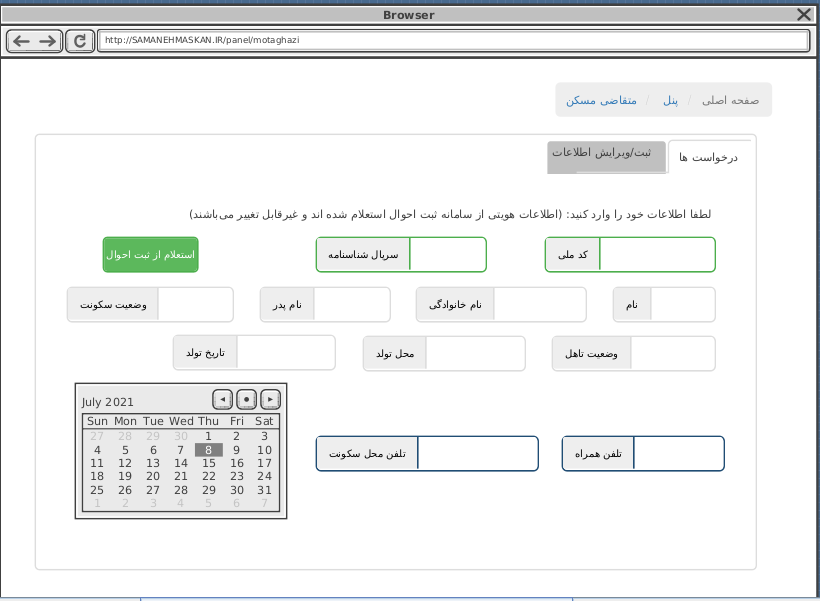 Browser
http://SAMANEHMASKAN.IR/panel/motaghazi
صفحه اصلی / پنل / متقاضی مسکن
درخواست ها
ثبت/ویرایش اطلاعات
لطفا اطلاعات خود را وارد کنید: (اطلاعات هویتی از سامانه ثبت احوال استعلام شده اند و غیرقابل تغییر می‌باشند)
کد ملی
سریال شناسنامه
استعلام از ثبت احوال
نام
نام خانوادگی
نام پدر
وضعیت سکونت
وضعیت تاهل
محل تولد
تاریخ تولد
تلفن همراه
تلفن محل سکونت
July 2021
Sun Mon Tue Wed Thu Fri Sat
27 28 29 30 1 2 3
4 5 6 7 8 9 10
11 12 13 14 15 16 17
18 19 20 21 22 23 24
25 26 27 28 29 30 31
1 2 3 4 5 6 7